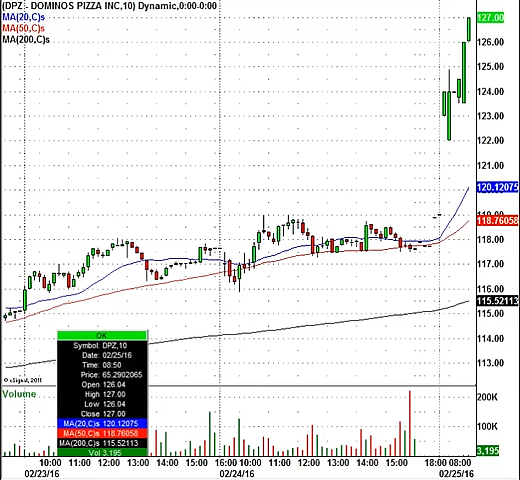 (DPZ - DOMINOS PIZZA INC,10) Dynamic,0:00-0:00
MA(20,C)s
MA(50,C)s
MA(200,C)s
127.00
126.00
125.00
124.00
123.00
122.00
121.00
120.12075
119.00
118.76058
118.00
117.00
116.00
115.52113
115.00
114.00
113.00
OK
Symbol: DPZ,10
Date: 02/25/16
Time: 08:50
Price: 65.2902065
Open 126.04
High 127.00
Low 126.04
Close 127.00
MA(20,C)s 120.12075
MA(50,C)s 118.76058
MA(200,C)s 115.52113
Vol 3,195
© eSignal, 2011
Volume
200K
100K
3,195
10:00 11:00 12:00 13:00 14:00 15:00 16:00 10:00 11:00 12:00 13:00 14:00 15:00 18:00 08:00
02/23/16 02/24/16 02/25/16